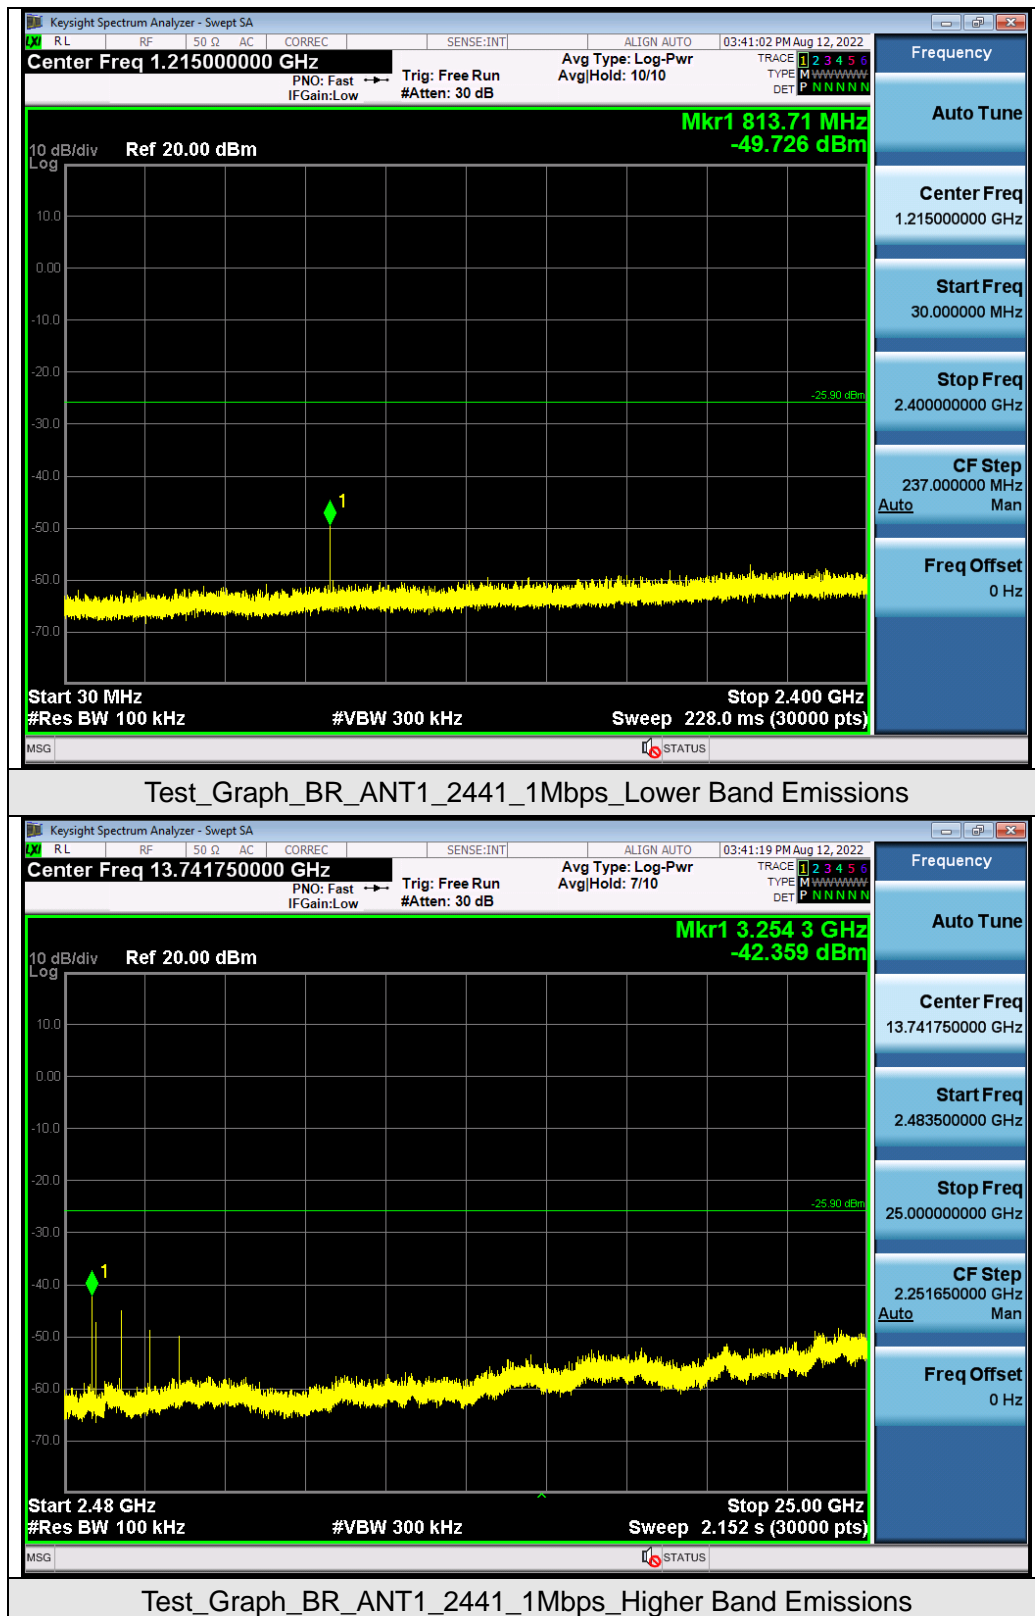 Keysight Spectrum Analyzer - Swept SA
LXI RL RF 50 Ω AC CORREC SENSE:INT ALIGN AUTO 03:41:02 PM Aug 12, 2022
Center Freq 1.215000000 GHz
PNO: Fast
IFGain:Low
Trig: Free Run
#Atten: 30 dB
Avg Type: Log-Pwr
Avg|Hold: 10/10
TRACE 1 2 3 4 5 6
TYPE M WWWWW
DET P N N N N N
Mkr1 813.71 MHz
-49.726 dBm
10 dB/div Ref 20.00 dBm
Log
10.0
0.00
-10.0
-20.0
-25.90 dBm
-30.0
-40.0
1
-50.0
-60.0
-70.0
Start 30 MHz Stop 2.400 GHz
#Res BW 100 kHz #VBW 300 kHz Sweep 228.0 ms (30000 pts)
MSG STATUS
Frequency
Auto Tune
Center Freq
1.215000000 GHz
Start Freq
30.000000 MHz
Stop Freq
2.400000000 GHz
CF Step
237.000000 MHz
Auto Man
Freq Offset
0 Hz
Test_Graph_BR_ANT1_2441_1Mbps_Lower Band Emissions
Keysight Spectrum Analyzer - Swept SA
LXI RL RF 50 Ω AC CORREC SENSE:INT ALIGN AUTO 03:41:19 PM Aug 12, 2022
Center Freq 13.741750000 GHz
PNO: Fast
IFGain:Low
Trig: Free Run
#Atten: 30 dB
Avg Type: Log-Pwr
Avg|Hold: 7/10
TRACE 1 2 3 4 5 6
TYPE M WWWWW
DET P N N N N N
Mkr1 3.254 3 GHz
-42.359 dBm
10 dB/div Ref 20.00 dBm
Log
10.0
0.00
-10.0
-20.0
-25.90 dBm
-30.0
1
-40.0
-50.0
-60.0
-70.0
Start 2.48 GHz Stop 25.00 GHz
#Res BW 100 kHz #VBW 300 kHz Sweep 2.152 s (30000 pts)
MSG STATUS
Frequency
Auto Tune
Center Freq
13.741750000 GHz
Start Freq
2.483500000 GHz
Stop Freq
25.000000000 GHz
CF Step
2.251650000 GHz
Auto Man
Freq Offset
0 Hz
Test_Graph_BR_ANT1_2441_1Mbps_Higher Band Emissions